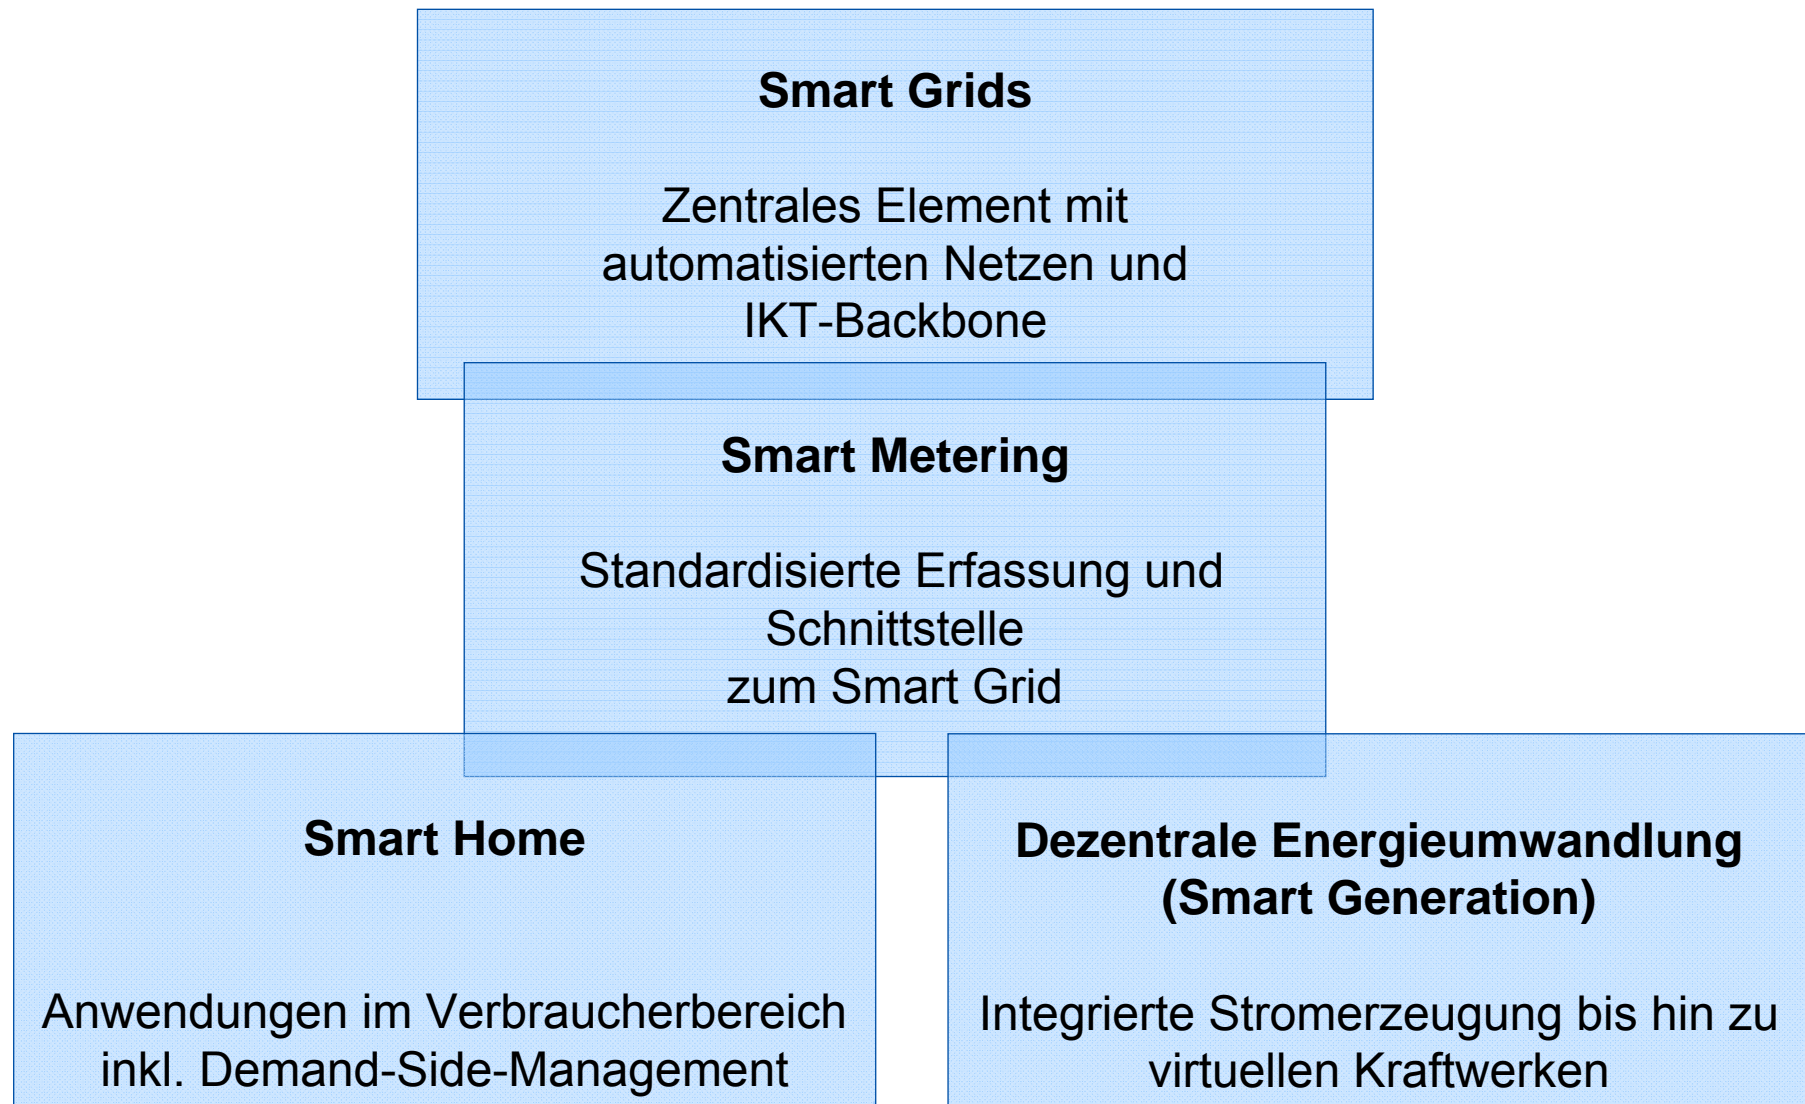 Smart Grids
Zentrales Element mit
automatisierten Netzen und
IKT-Backbone
Smart Metering
Standardisierte Erfassung und
Schnittstelle
zum Smart Grid
Smart Home
Anwendungen im Verbraucherbereich
inkl. Demand-Side-Management
Dezentrale Energieumwandlung
(Smart Generation)
Integrierte Stromerzeugung bis hin zu
virtuellen Kraftwerken